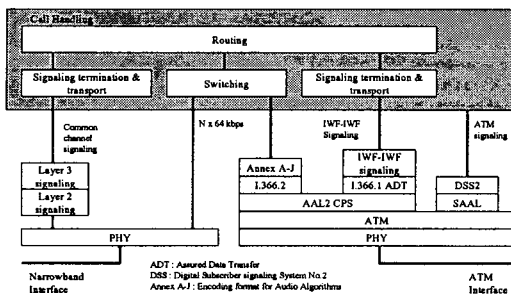 Call Handling
Routing
Signaling termination & transport
Switching
Signaling termination & transport
Common channel signaling
N x 64 kbps
IWF-IWF Signaling
ATM signaling
Layer 3 signaling
Layer 2 signaling
Annex A-J
I.366.2
IWF-IWF signaling
I.366.1 ADT
DSS2
SAAL
AAL2 CPS
ATM
PHY
PHY
ADT : Assured Data Transfer
DSS : Digital Subscriber signaling System No.2
Annex A-J : Encoding format for Audio Algorithms
Narrowband Interface
ATM Interface